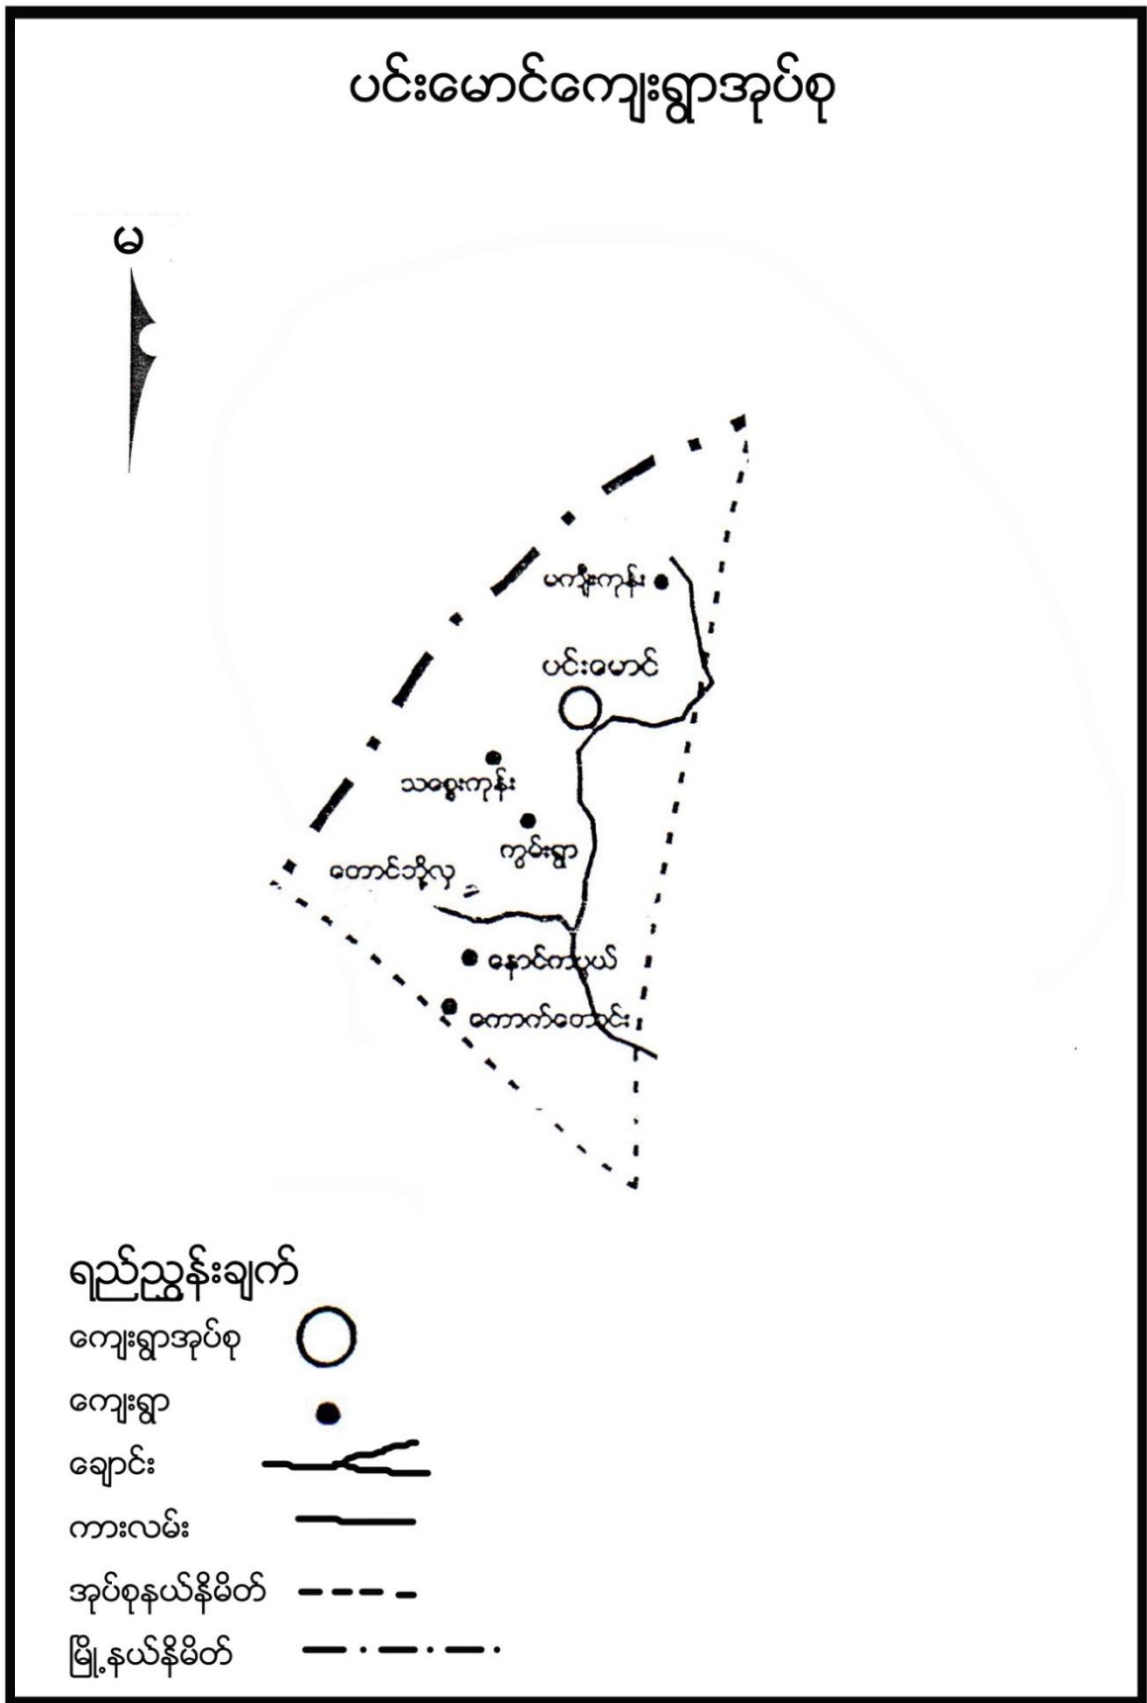 ပင်းမောင်ကျေးရွာအုပ်စု
မ
မကျီးကုန်း
ပင်းမောင်
သစွေးကုန်း
ကွမ်းရွာ
တောင်ဘို့လှ
နောင်ကပွယ်
ကောက်တောင်း
ရည်ညွှန်းချက်
ကျေးရွာအုပ်စု
ကျေးရွာ
ချောင်း
ကားလမ်း
အုပ်စုနယ်နိမိတ်
မြို့နယ်နိမိတ်